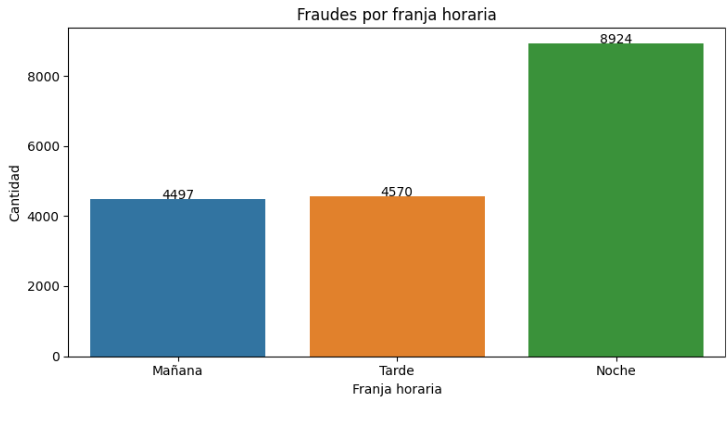 Fraudes por franja horaria
8924
8000
6000
4570
4497
4000
2000
0
Cantidad
Mañana Tarde Noche
Franja horaria